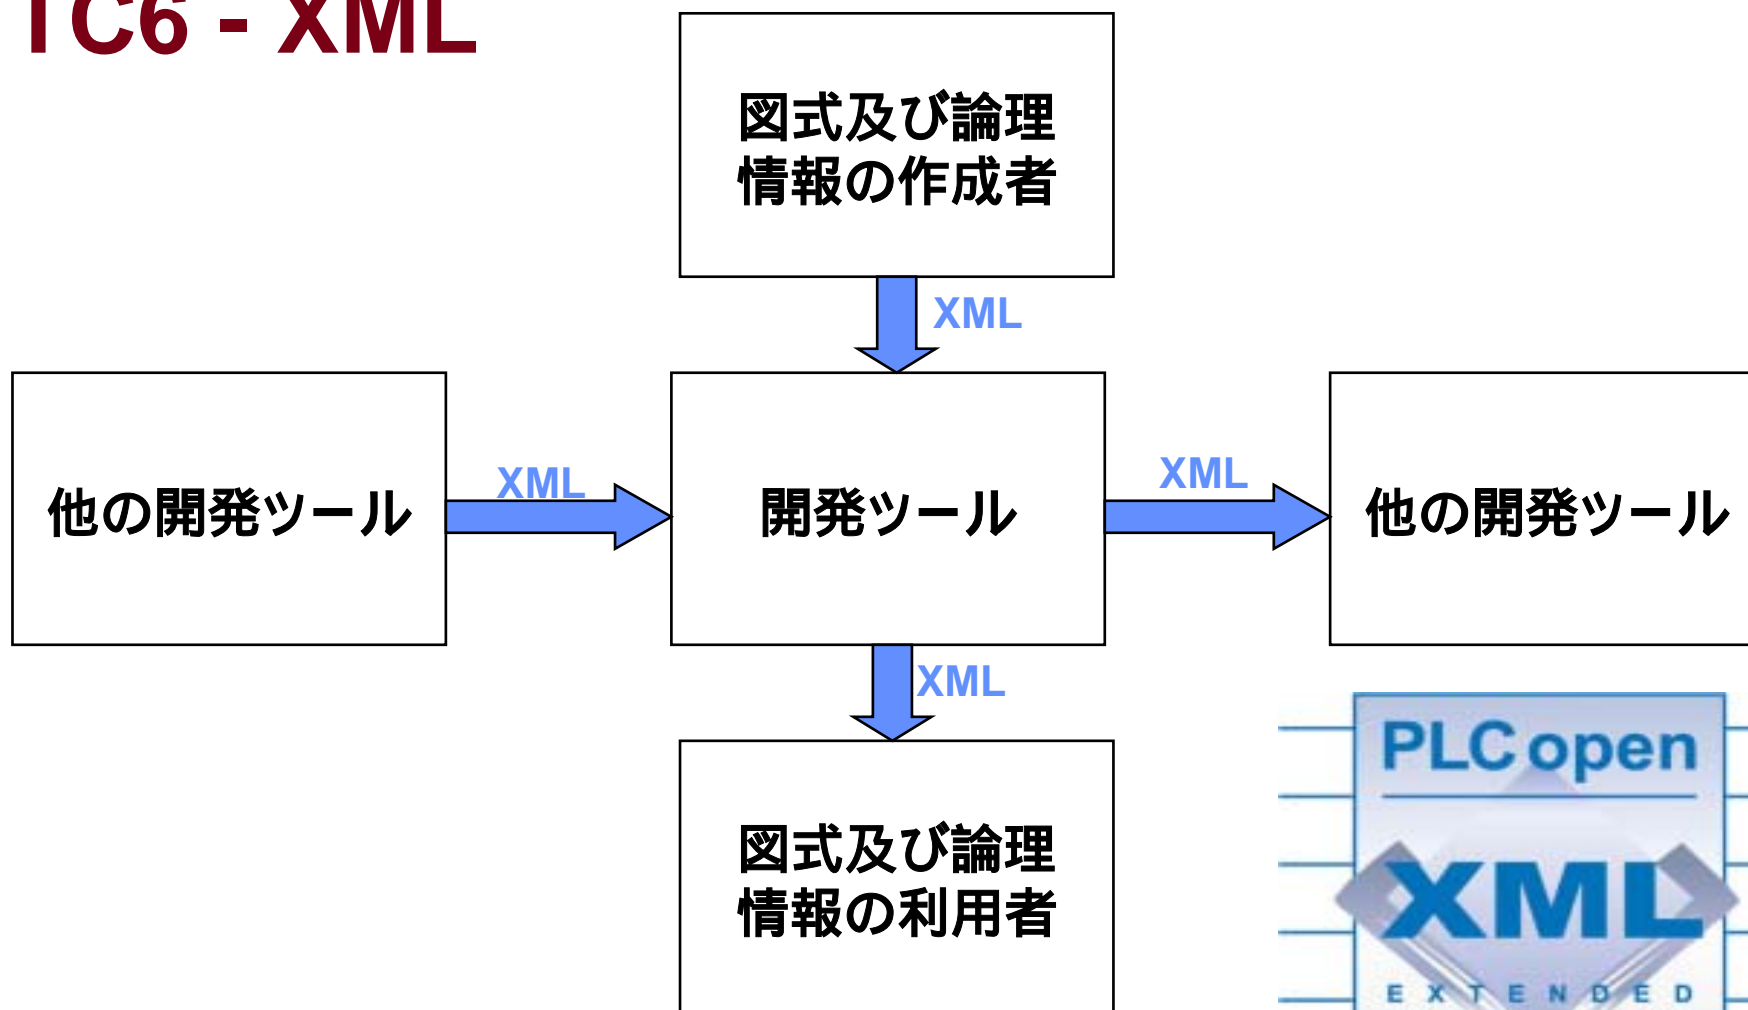 TC6 - XML
図式及び論理
情報の作成者
XML
他の開発ツール
XML
開発ツール
XML
他の開発ツール
XML
図式及び論理
情報の利用者
PLCopen
XML
EXTENDED